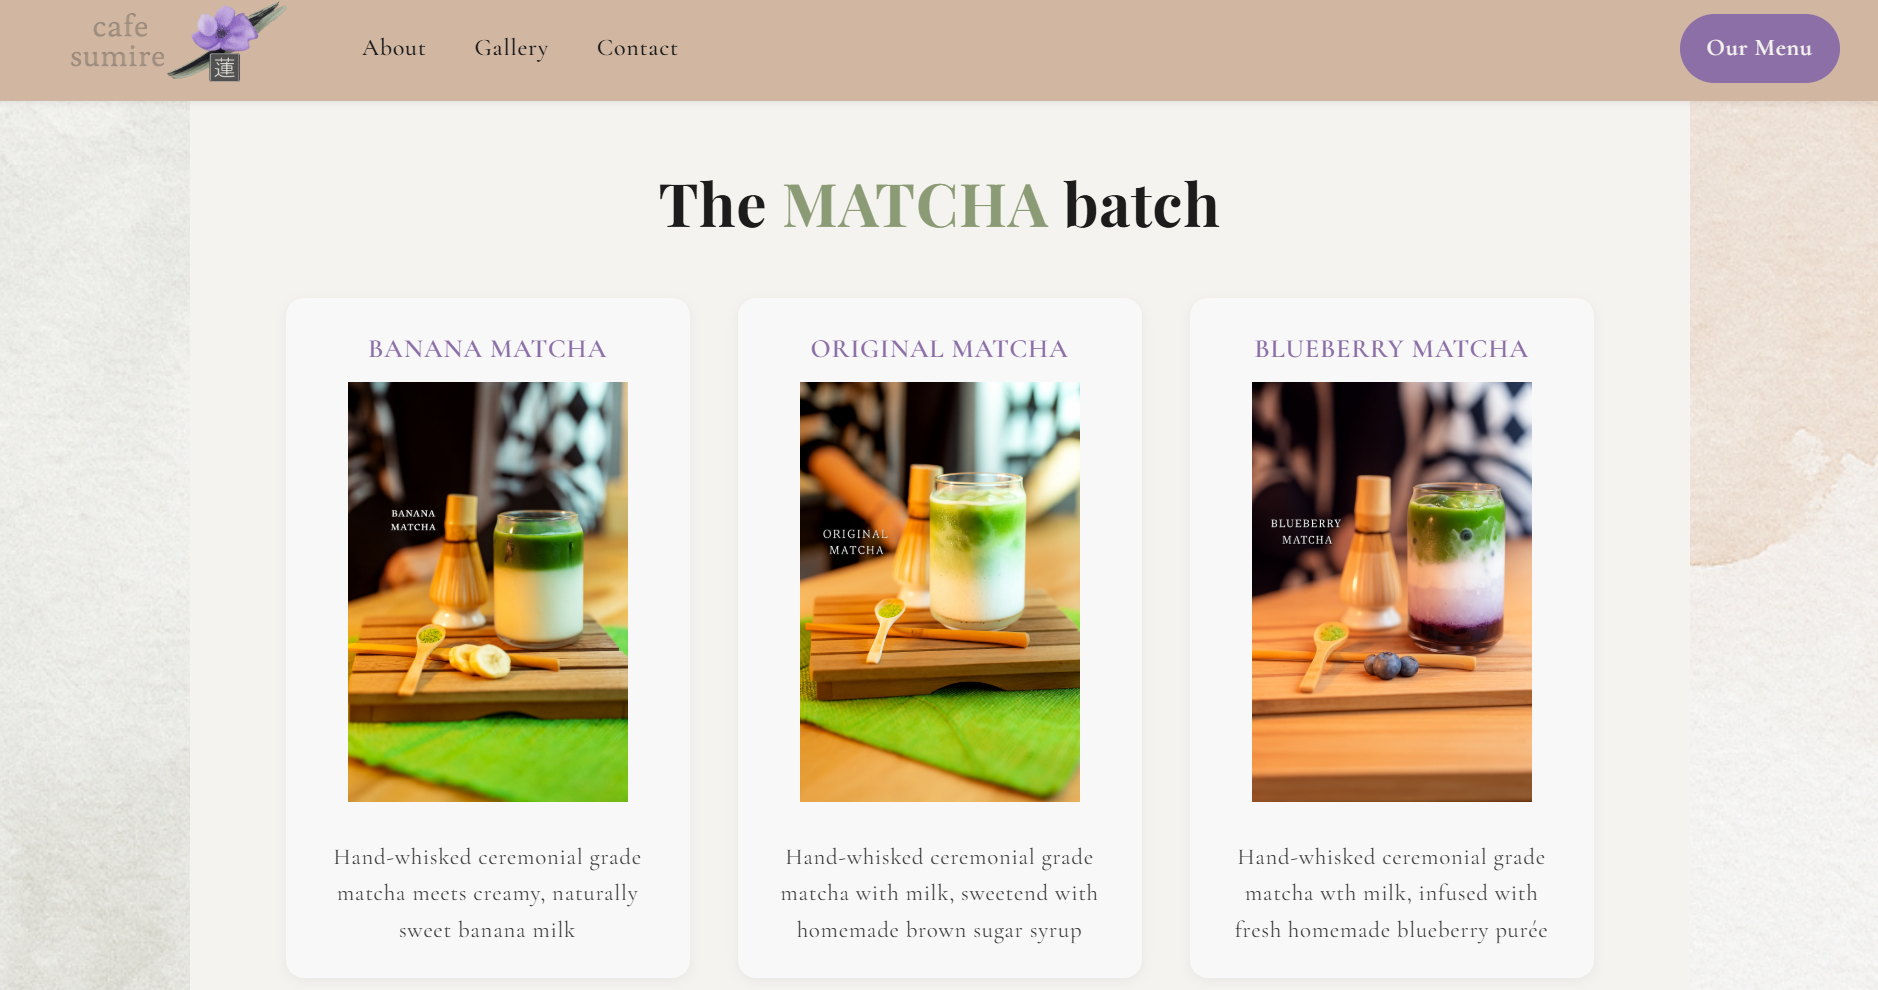 cafe
sumire
蓮
About
Gallery
Contact
Our Menu
The MATCHA batch
BANANA MATCHA
BANANA
MATCHA
Hand-whisked ceremonial grade
matcha meets creamy, naturally
sweet banana milk
ORIGINAL MATCHA
ORIGINAL
MATCHA
Hand-whisked ceremonial grade
matcha with milk, sweetend with
homemade brown sugar syrup
BLUEBERRY MATCHA
BLUEBERRY
MATCHA
Hand-whisked ceremonial grade
matcha wth milk, infused with
fresh homemade blueberry purée